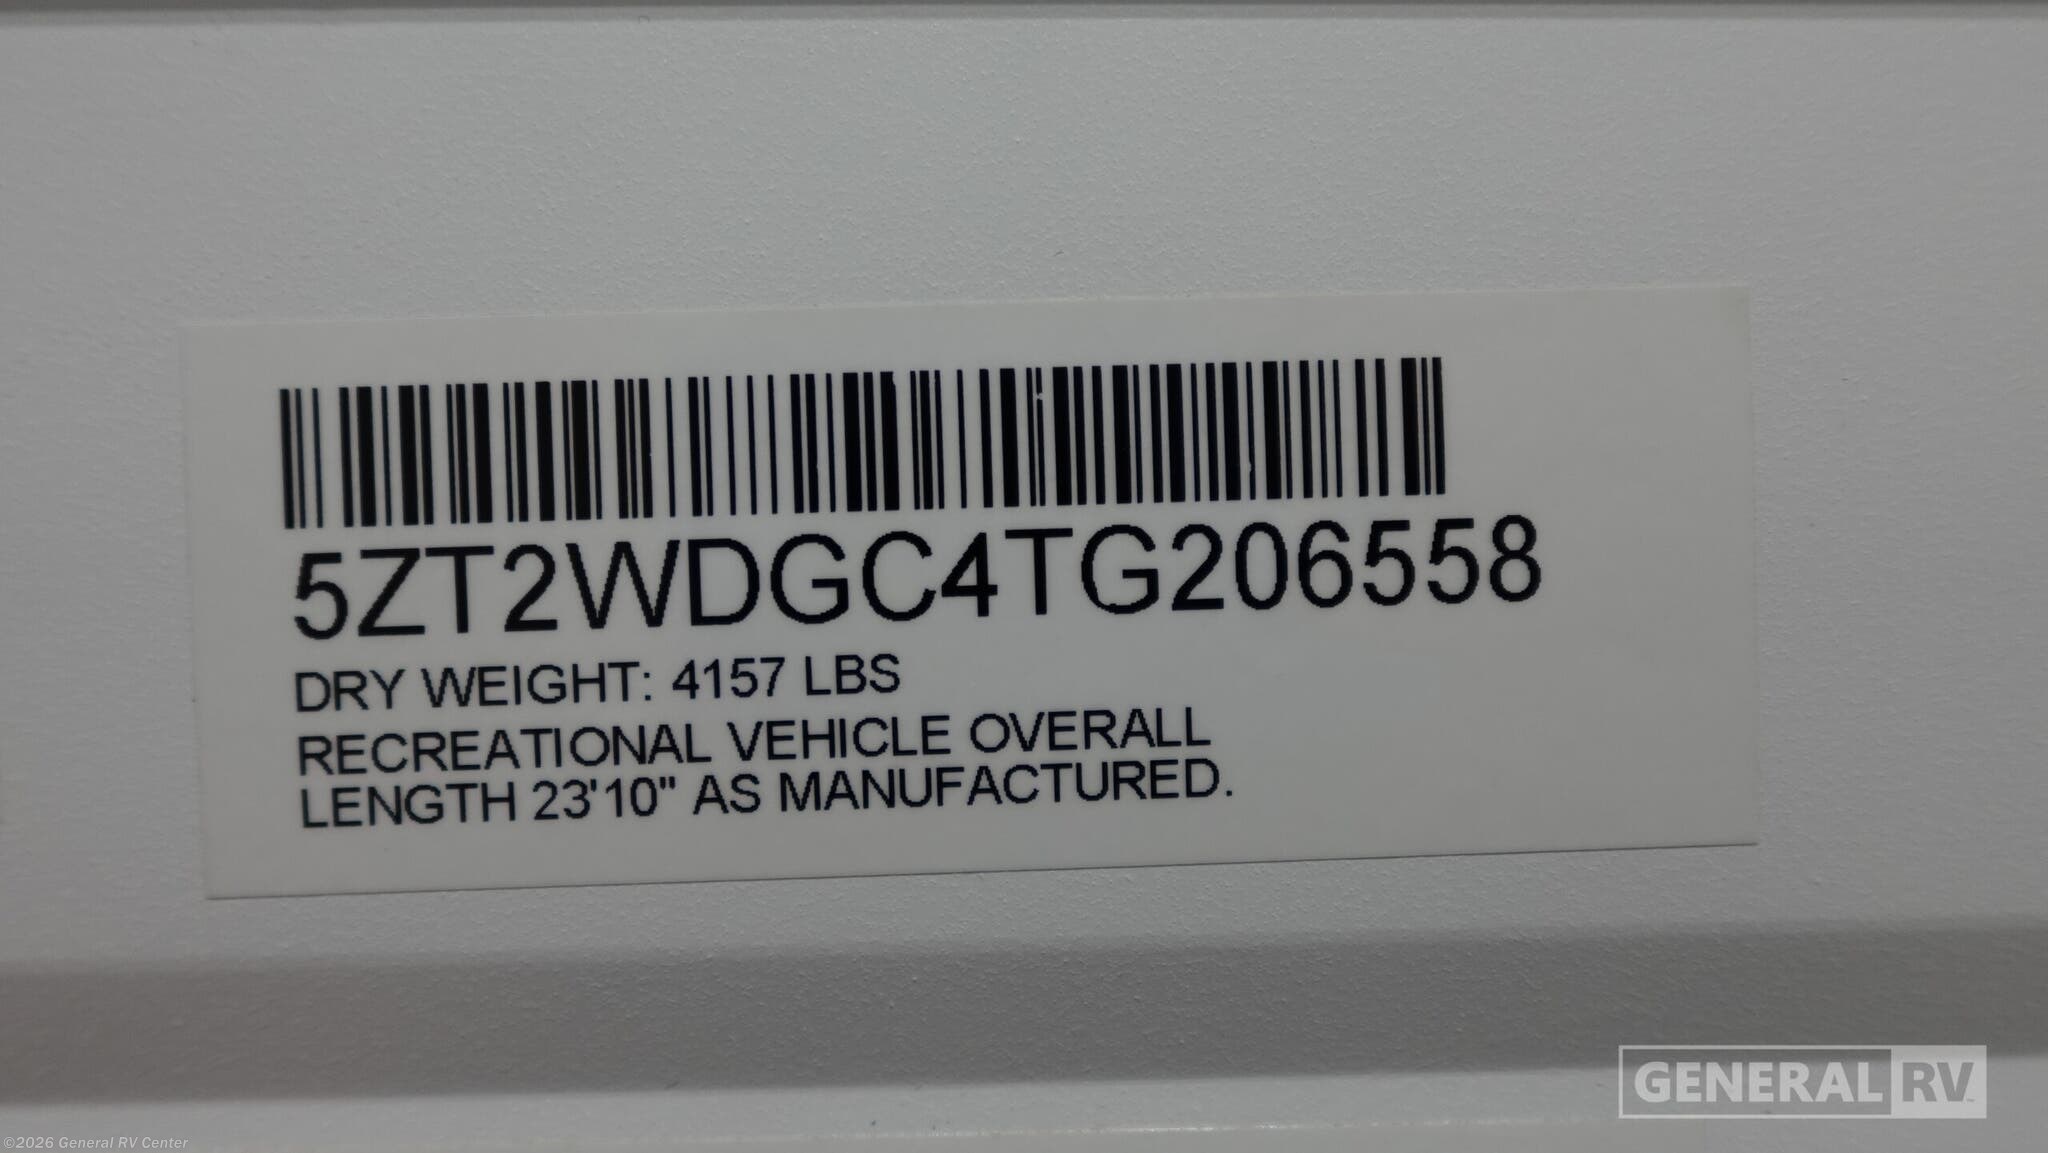 5ZT2WDGC4TG206558
DRY WEIGHT: 4157 LBS
RECREATIONAL VEHICLE OVERALL
LENGTH 23'10" AS MANUFACTURED.
GENERAL RV
©2026 General RV Center